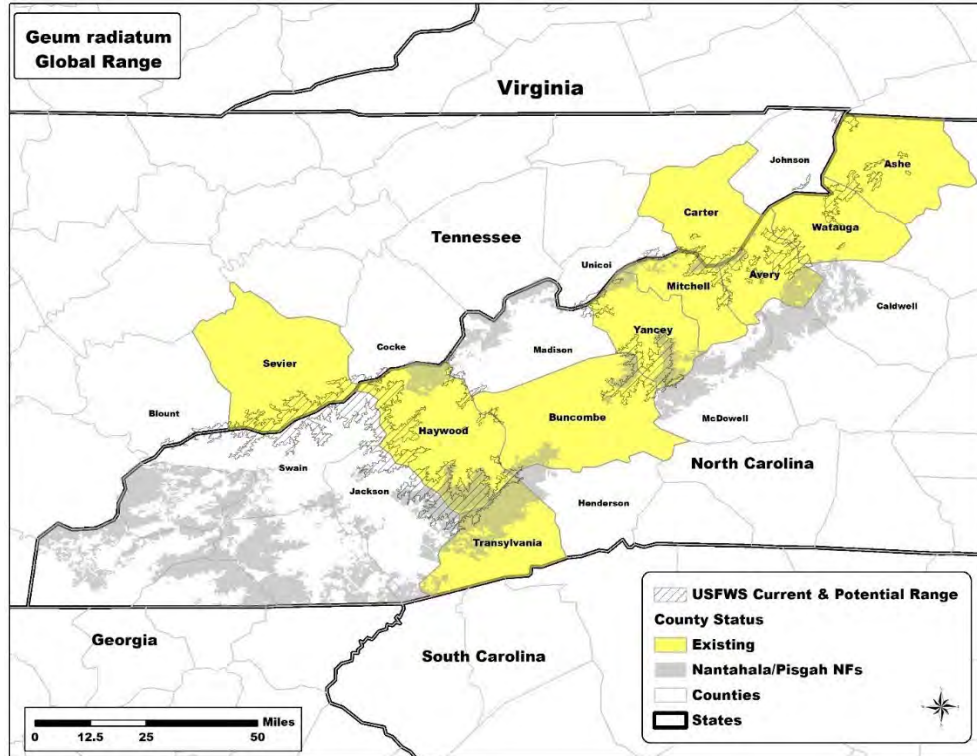 Geum radiatum
Global Range
Virginia
Johnson
Ashe
Carter
Watauga
Tennessee
Unicoi
Mitchell
Avery
Caldwell
Yancey
Cocke
Madison
Sevier
Blount
Buncombe
McDowell
Haywood
North Carolina
Swain
Jackson
Henderson
Transylvania
Georgia
South Carolina
USFWS Current & Potential Range
County Status
Existing
Nantahala/Pisgah NFs
Counties
States
Miles
0 12.5 25 50